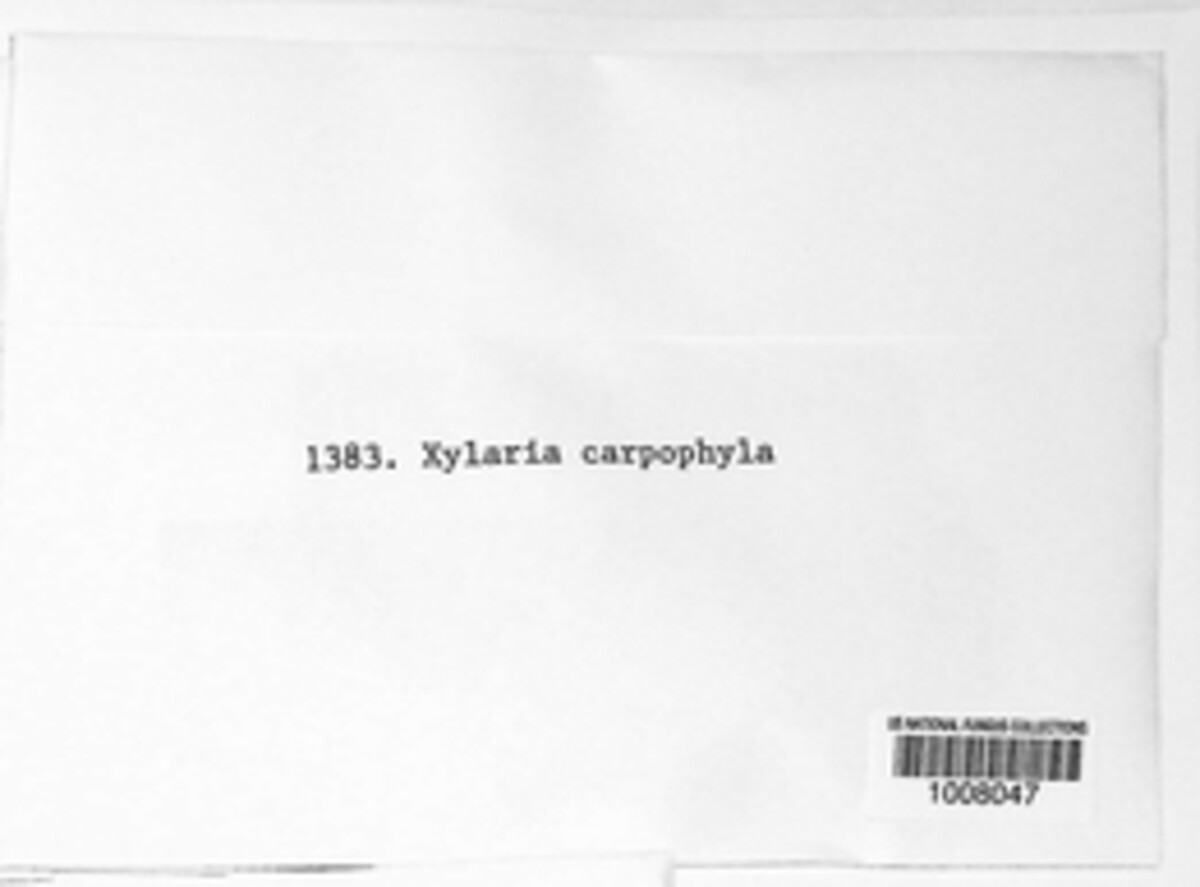 1383. Xylaria carpophyla
US NATIONAL FUNGUS COLLECTIONS
1008047